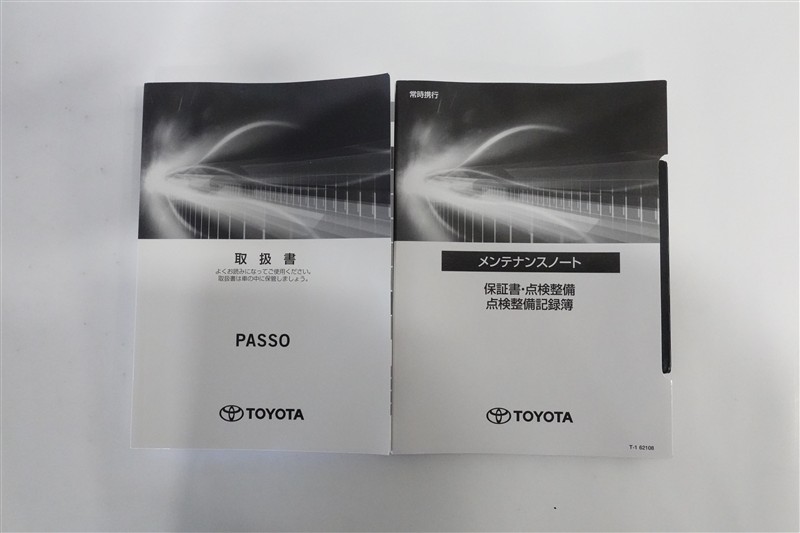 取扱書
よくお読みになってご使用ください。
取扱書は車の中に保管しましょう。
PASSO
TOYOTA
常時携行
メンテナンスノート
保証書・点検整備
点検整備記録簿
TOYOTA
T-1 62108